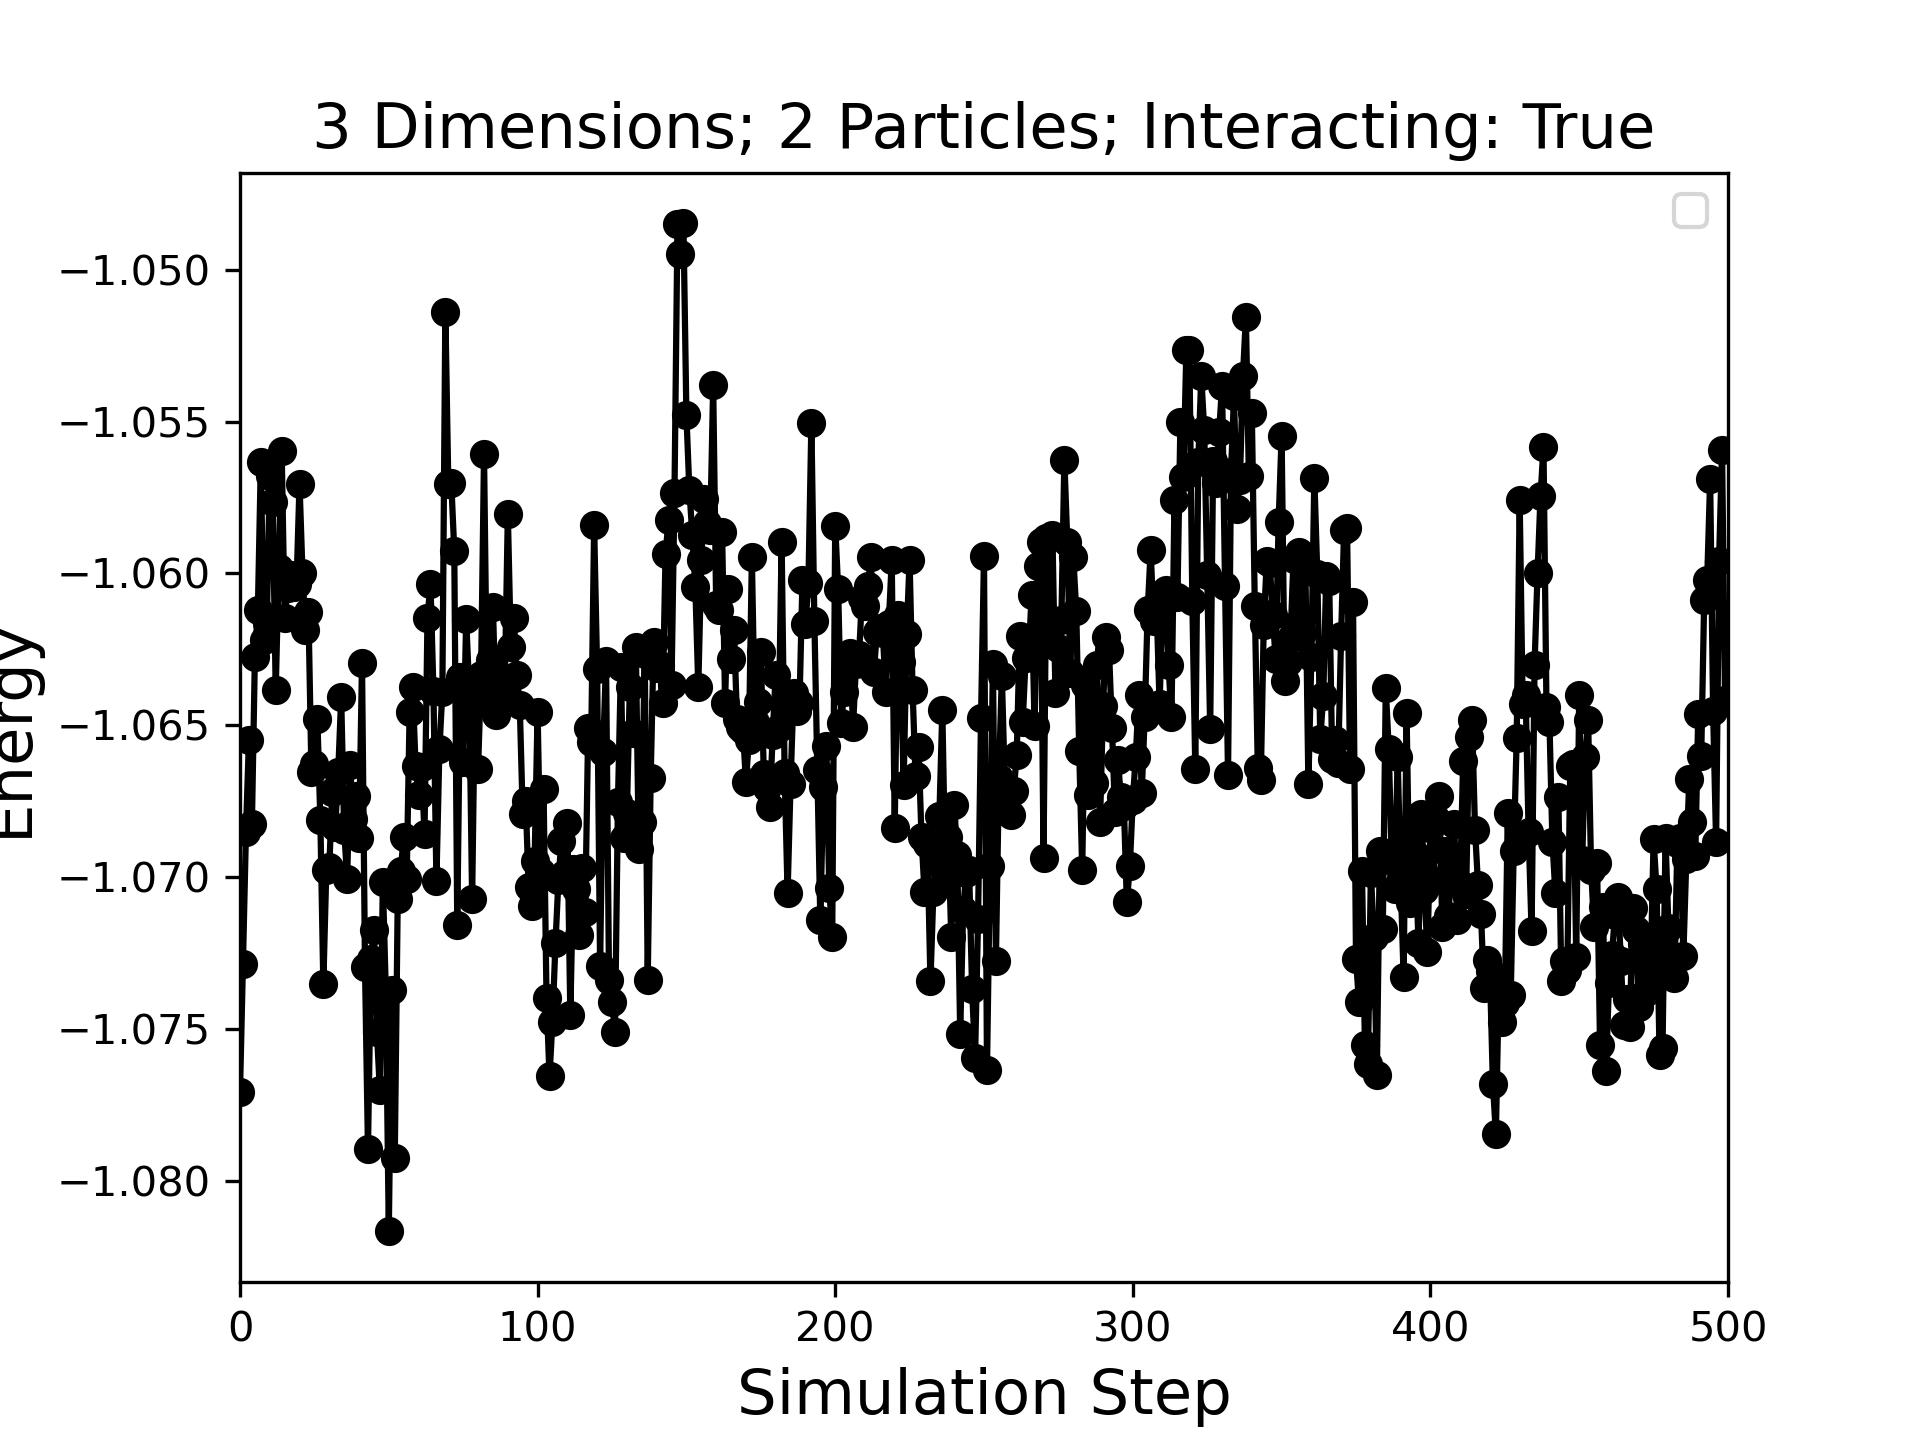 3 Dimensions; 2 Particles; Interacting: True
−1.050
−1.055
−1.060
−1.065
−1.070
−1.075
−1.080
Energy
0 100 200 300 400 500
Simulation Step